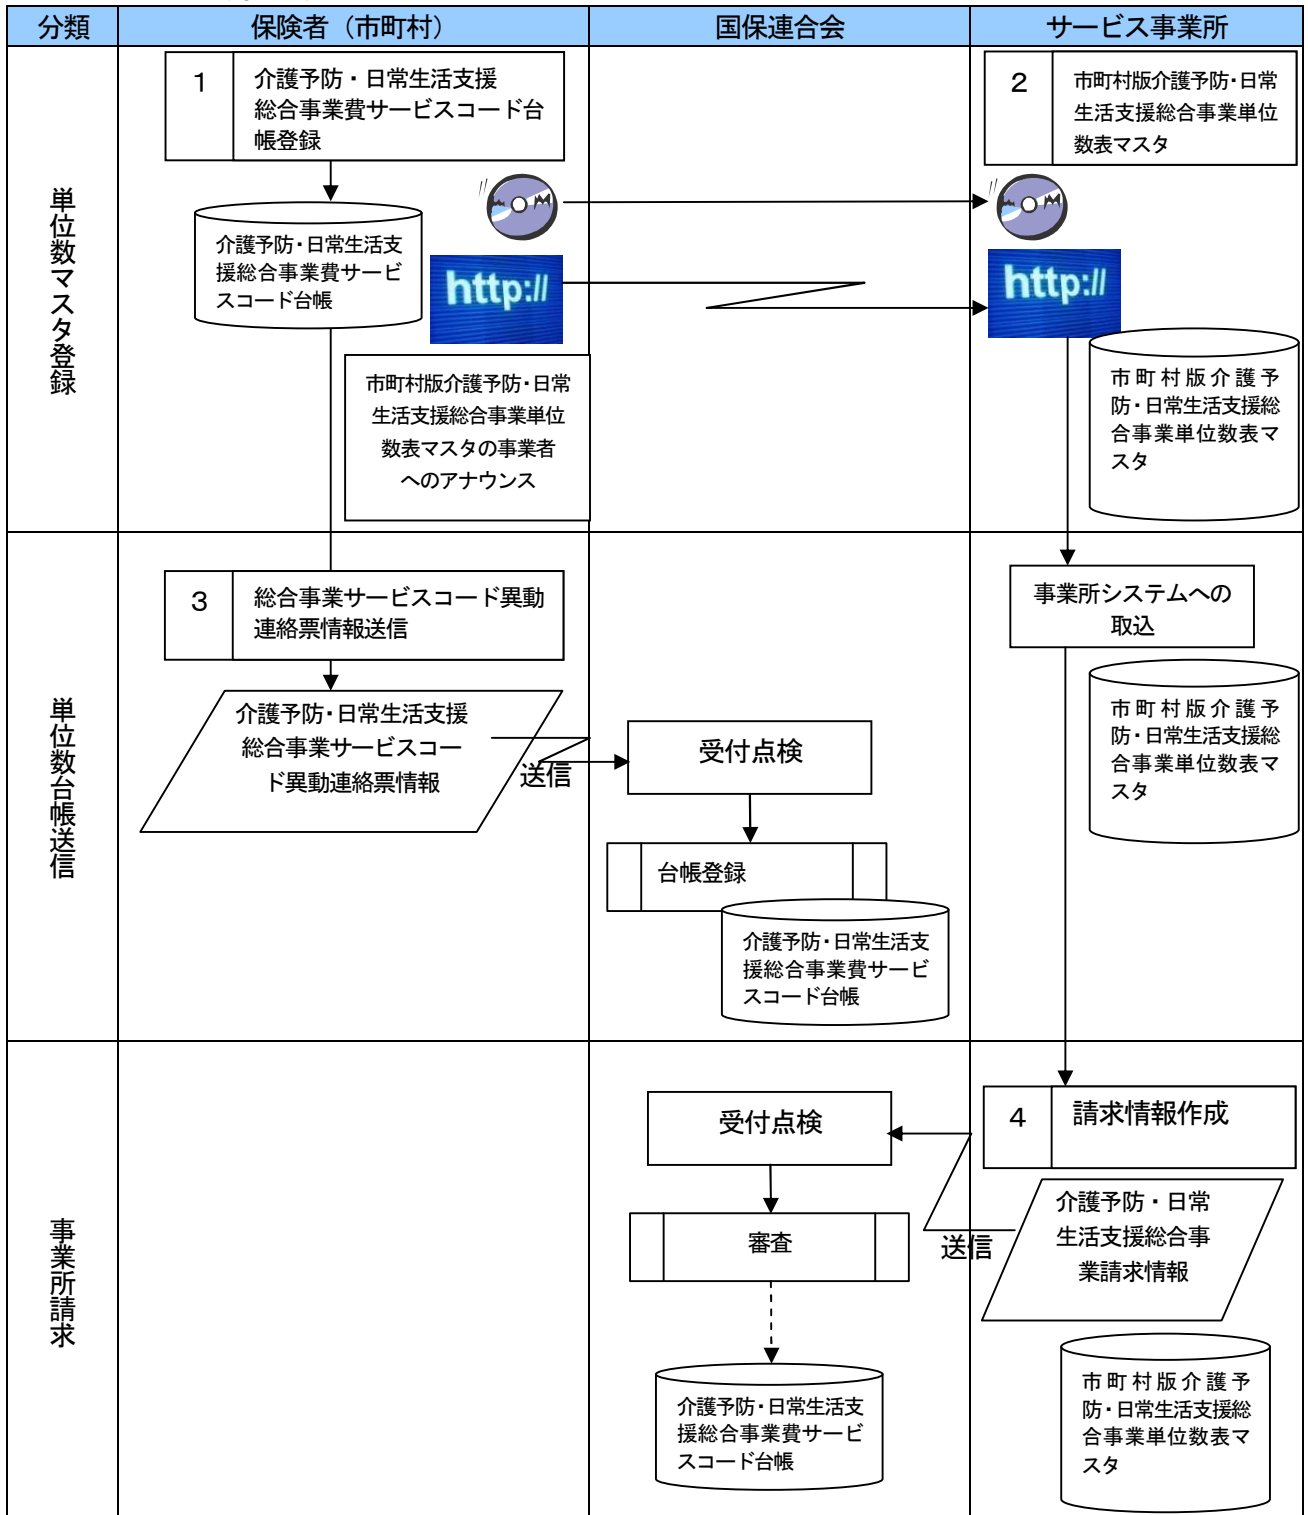 分類
保険者（市町村）
国保連合会
サービス事業所
単位数マスタ登録
1
介護予防・日常生活支援
総合事業費サービスコード台
帳登録
2
市町村版介護予防・日常
生活支援総合事業単位
数表マスタ
介護予防・日常生活支
援総合事業費サービ
スコード台帳
http://
http://
市町村版介護予防・日常
生活支援総合事業単位
数表マスタの事業者
へのアナウンス
市町村版介護予
防・日常生活支援総
合事業単位数表マ
スタ
単位数台帳送信
3
総合事業サービスコード異動
連絡票情報送信
事業所システムへの
取込
介護予防・日常生活支援
総合事業サービスコー
ド異動連絡票情報
送信
受付点検
市町村版介護予
防・日常生活支援総
合事業単位数表マ
スタ
台帳登録
介護予防・日常生活支
援総合事業費サービ
スコード台帳
事業所請求
受付点検
4
請求情報作成
審査
送信
介護予防・日常
生活支援総合事
業請求情報
介護予防・日常生活支
援総合事業費サービ
スコード台帳
市町村版介護予
防・日常生活支援総
合事業単位数表マ
スタ